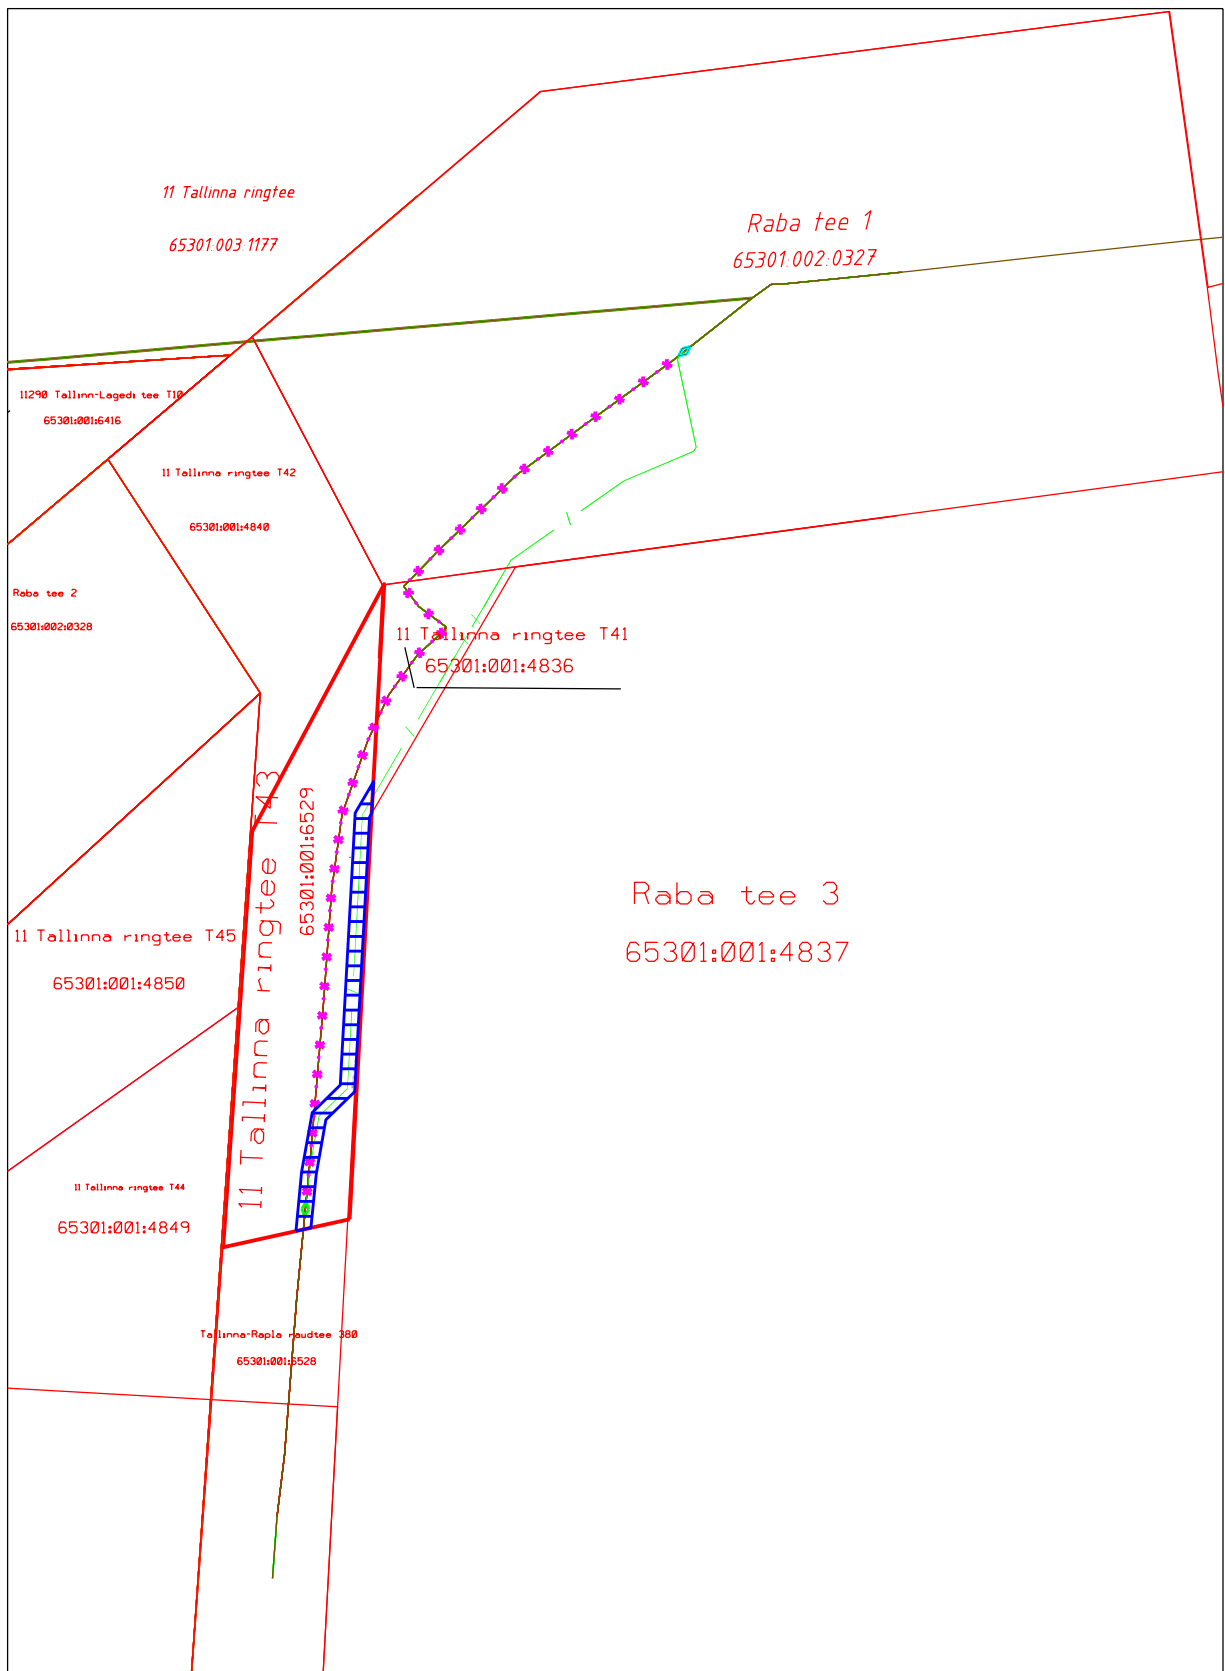 11 Tallinna ringtee
65301:003:1177
Raba tee 1
65301:002:0327
11290 Tallinn-Lagedi tee T10
65301:001:6416
11 Tallinna ringtee T42
65301:001:4840
Raba tee 2
65301:002:0328
11 Tallinna ringtee T41
65301:001:4836
11 Tallinna ringtee T43
65301:001:6529
Raba tee 3
65301:001:4837
11 Tallinna ringtee T45
65301:001:4850
11 Tallinna ringtee T44
65301:001:4849
Tallinna-Rapla raudtee 380
65301:001:6528